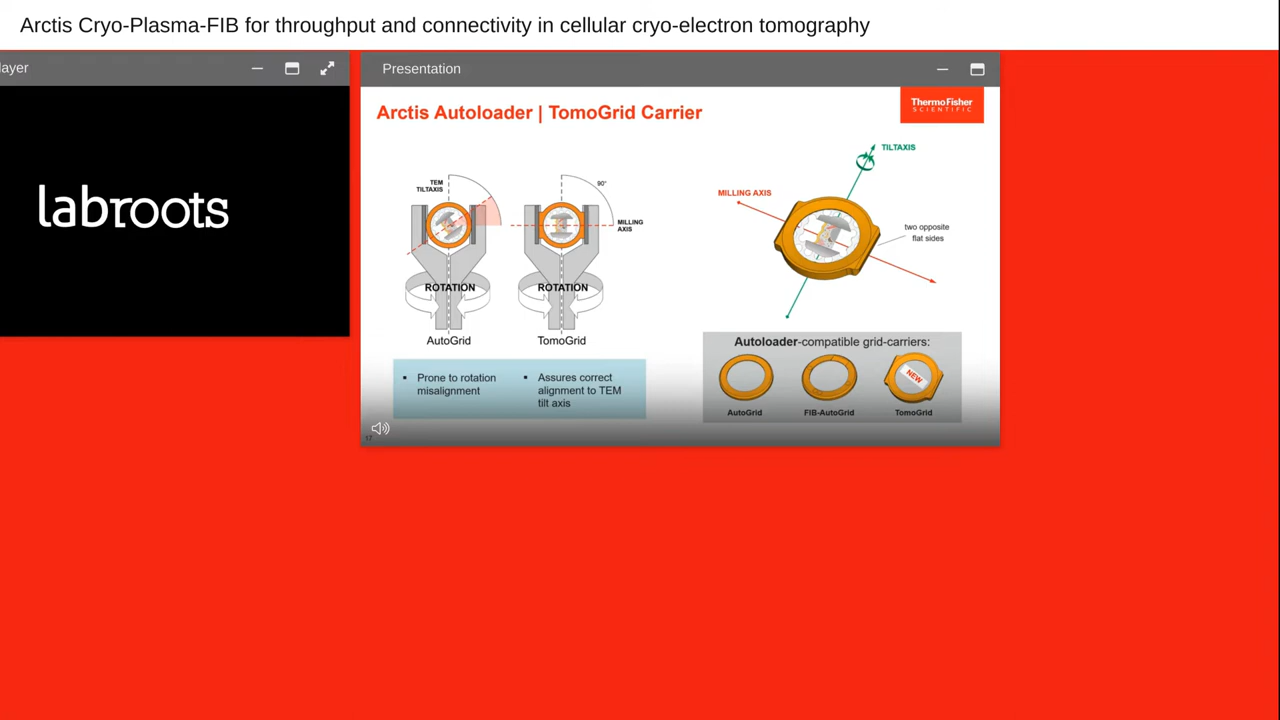 Arctis Cryo-Plasma-FIB for throughput and connectivity in cellular cryo-electron tomography
layer
labroots
Presentation
Arctis Autoloader | TomoGrid Carrier
ThermoFisher
SCIENTIFIC
TEM
TILTAXIS
90°
MILLING
AXIS
ROTATION
ROTATION
AutoGrid
TomoGrid
▪ Prone to rotation
misalignment
▪ Assures correct
alignment to TEM
tilt axis
TILTAXIS
MILLING AXIS
two opposite
flat sides
Autoloader-compatible grid-carriers:
NEW
AutoGrid
FIB-AutoGrid
TomoGrid
17